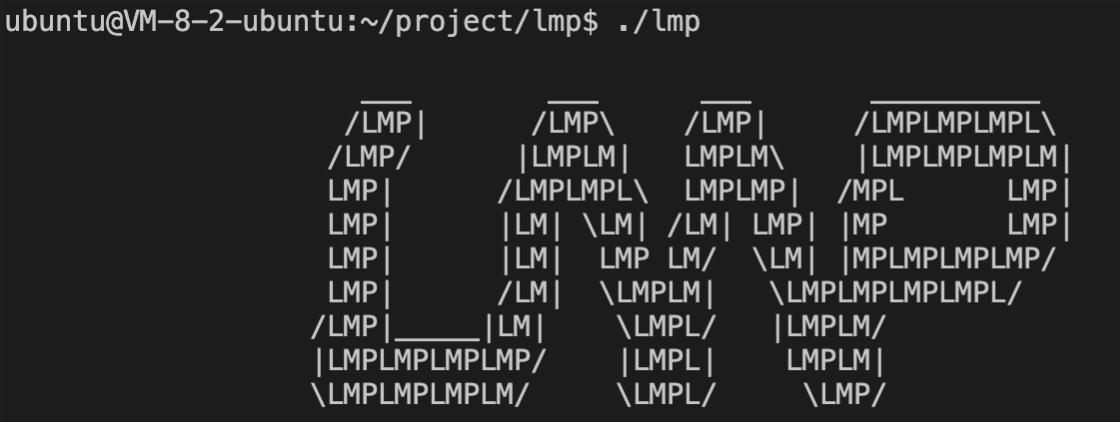 ubuntu@VM-8-2-ubuntu:~/project/lmp$ ./lmp
                     ___        ___      ___       __________
                    /LMP|      /LMP\    /LMP|     /LMPLMPLMPL\
                   /LMP/      |LMPLM|   LMPLM\    |LMPLMPLMPLM|
                   LMP|      /LMPLMPL\  LMPLMP|  /MPL      LMP|
                   LMP|      |LM| \LM| /LM| LMP| |MP       LMP|
                   LMP|      |LM|  LMP LM/  \LM| |MPLMPLMPLMP/
                   LMP|      /LM|  \LMPLM|   \LMPLMPLMPLMPL/
                  /LMP|_____|LM|    \LMPL/   |LMPLM/
                  |LMPLMPLMPLMP/    |LMPL|    LMPLM|
                  \LMPLMPLMPLM/     \LMPL/     \LMP/